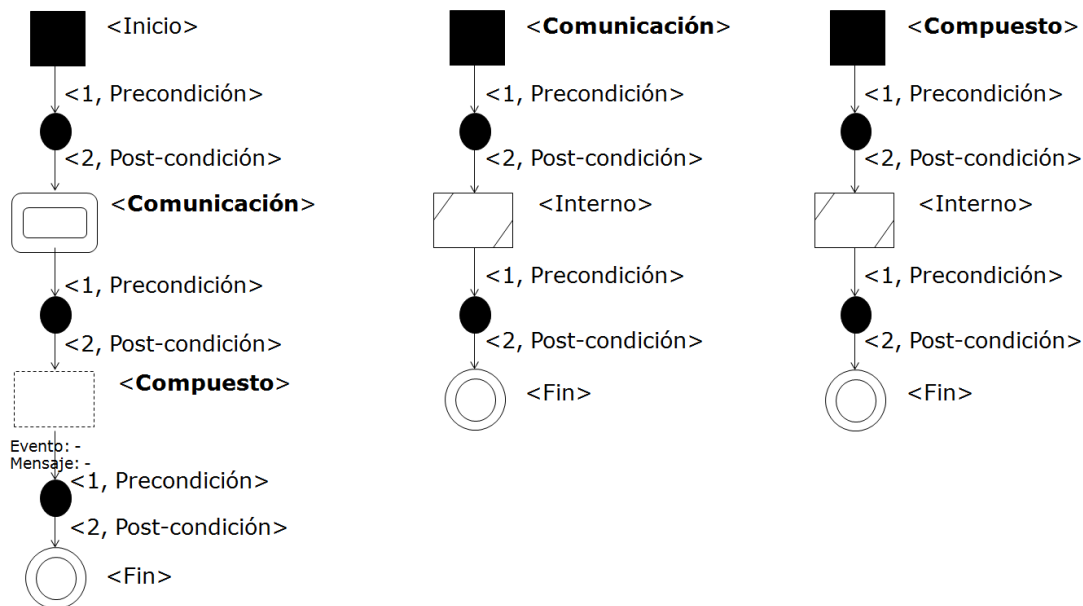 <Inicio>
<1, Precondición>
<2, Post-condición>
<Comunicación>
<1, Precondición>
<2, Post-condición>
<Compuesto>
Evento: -
Mensaje: -
<1, Precondición>
<2, Post-condición>
<Fin>
<Comunicación>
<1, Precondición>
<2, Post-condición>
<Interno>
<1, Precondición>
<2, Post-condición>
<Fin>
<Compuesto>
<1, Precondición>
<2, Post-condición>
<Interno>
<1, Precondición>
<2, Post-condición>
<Fin>